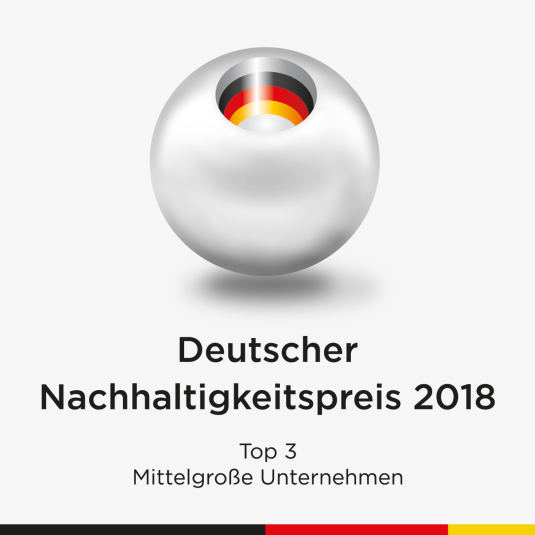 Deutscher
Nachhaltigkeitspreis 2018
Top 3
Mittelgroße Unternehmen